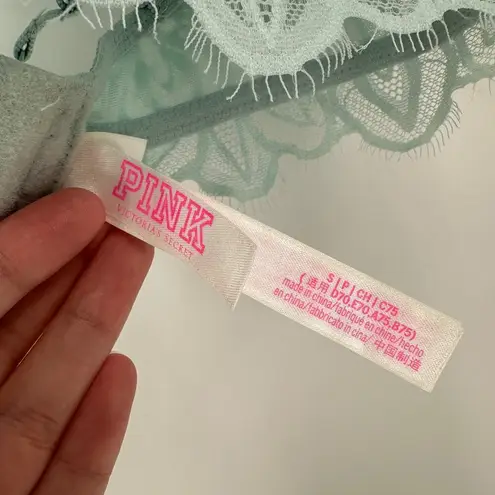 PINK
VICTORIA'S SECRET
S | P | CH | C75
(适用 D70,E70,A75,B75)
made in china/fabriqué en chine/hecho
en china/fabbricato in cina/ 中国制造